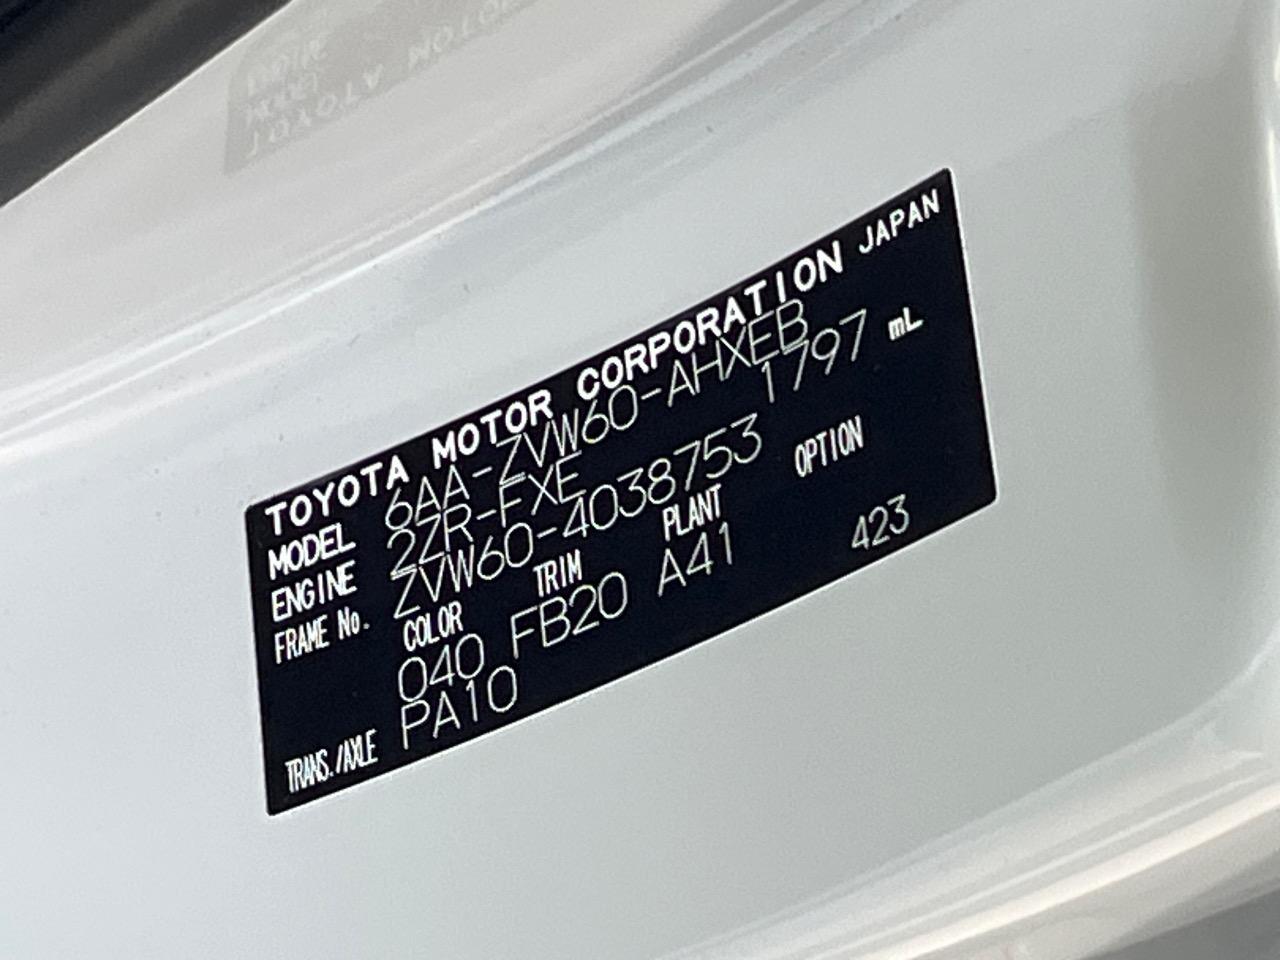 TOYOTA MOTOR CORPORATION JAPAN
MODEL 6AA-ZVW60-AHXEB
ENGINE 2ZR-FXE 1797 mL
FRAME No. ZVW60-4038753
COLOR TRIM PLANT OPTION
040 FB20 A41 423
TRANS./AXLE PA10